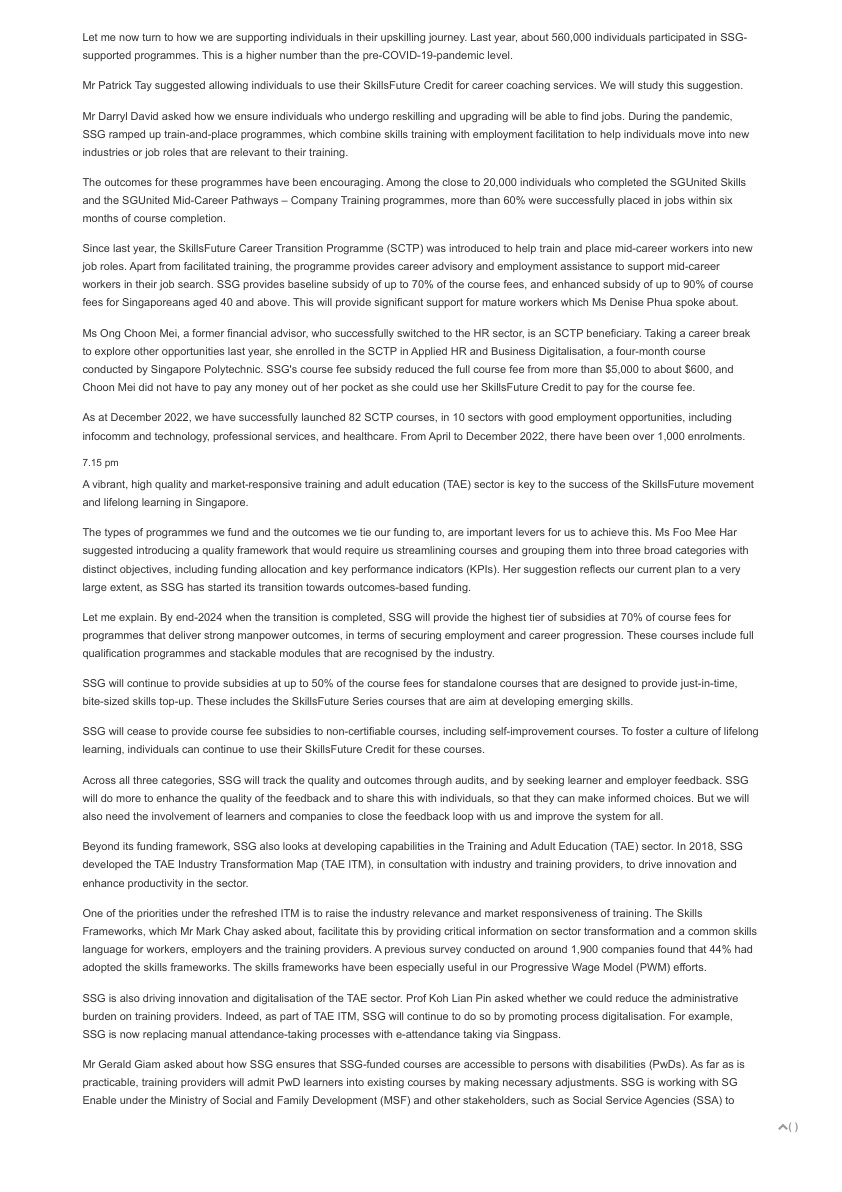 Let me now turn to how we are supporting individuals in their upskilling journey. Last year, about 560,000 individuals participated in SSG-
supported programmes. This is a higher number than the pre-COVID-19-pandemic level.
Mr Patrick Tay suggested allowing individuals to use their SkillsFuture Credit for career coaching services. We will study this suggestion.
Mr Darryl David asked how we ensure individuals who undergo reskilling and upgrading will be able to find jobs. During the pandemic,
SSG ramped up train-and-place programmes, which combine skills training with employment facilitation to help individuals move into new
industries or job roles that are relevant to their training.
The outcomes for these programmes have been encouraging. Among the close to 20,000 individuals who completed the SGUnited Skills
and the SGUnited Mid-Career Pathways – Company Training programmes, more than 60% were successfully placed in jobs within six
months of course completion.
Since last year, the SkillsFuture Career Transition Programme (SCTP) was introduced to help train and place mid-career workers into new
job roles. Apart from facilitated training, the programme provides career advisory and employment assistance to support mid-career
workers in their job search. SSG provides baseline subsidy of up to 70% of the course fees, and enhanced subsidy of up to 90% of course
fees for Singaporeans aged 40 and above. This will provide significant support for mature workers which Ms Denise Phua spoke about.
Ms Ong Choon Mei, a former financial advisor, who successfully switched to the HR sector, is an SCTP beneficiary. Taking a career break
to explore other opportunities last year, she enrolled in the SCTP in Applied HR and Business Digitalisation, a four-month course
conducted by Singapore Polytechnic. SSG's course fee subsidy reduced the full course fee from more than $5,000 to about $600, and
Choon Mei did not have to pay any money out of her pocket as she could use her SkillsFuture Credit to pay for the course fee.
As at December 2022, we have successfully launched 82 SCTP courses, in 10 sectors with good employment opportunities, including
infocomm and technology, professional services, and healthcare. From April to December 2022, there have been over 1,000 enrolments.
7.15 pm
A vibrant, high quality and market-responsive training and adult education (TAE) sector is key to the success of the SkillsFuture movement
and lifelong learning in Singapore.
The types of programmes we fund and the outcomes we tie our funding to, are important levers for us to achieve this. Ms Foo Mee Har
suggested introducing a quality framework that would require us streamlining courses and grouping them into three broad categories with
distinct objectives, including funding allocation and key performance indicators (KPIs). Her suggestion reflects our current plan to a very
large extent, as SSG has started its transition towards outcomes-based funding.
Let me explain. By end-2024 when the transition is completed, SSG will provide the highest tier of subsidies at 70% of course fees for
programmes that deliver strong manpower outcomes, in terms of securing employment and career progression. These courses include full
qualification programmes and stackable modules that are recognised by the industry.
SSG will continue to provide subsidies at up to 50% of the course fees for standalone courses that are designed to provide just-in-time,
bite-sized skills top-up. These includes the SkillsFuture Series courses that are aim at developing emerging skills.
SSG will cease to provide course fee subsidies to non-certifiable courses, including self-improvement courses. To foster a culture of lifelong
learning, individuals can continue to use their SkillsFuture Credit for these courses.
Across all three categories, SSG will track the quality and outcomes through audits, and by seeking learner and employer feedback. SSG
will do more to enhance the quality of the feedback and to share this with individuals, so that they can make informed choices. But we will
also need the involvement of learners and companies to close the feedback loop with us and improve the system for all.
Beyond its funding framework, SSG also looks at developing capabilities in the Training and Adult Education (TAE) sector. In 2018, SSG
developed the TAE Industry Transformation Map (TAE ITM), in consultation with industry and training providers, to drive innovation and
enhance productivity in the sector.
One of the priorities under the refreshed ITM is to raise the industry relevance and market responsiveness of training. The Skills
Frameworks, which Mr Mark Chay asked about, facilitate this by providing critical information on sector transformation and a common skills
language for workers, employers and the training providers. A previous survey conducted on around 1,900 companies found that 44% had
adopted the skills frameworks. The skills frameworks have been especially useful in our Progressive Wage Model (PWM) efforts.
SSG is also driving innovation and digitalisation of the TAE sector. Prof Koh Lian Pin asked whether we could reduce the administrative
burden on training providers. Indeed, as part of TAE ITM, SSG will continue to do so by promoting process digitalisation. For example,
SSG is now replacing manual attendance-taking processes with e-attendance taking via Singpass.
Mr Gerald Giam asked about how SSG ensures that SSG-funded courses are accessible to persons with disabilities (PwDs). As far as is
practicable, training providers will admit PwD learners into existing courses by making necessary adjustments. SSG is working with SG
Enable under the Ministry of Social and Family Development (MSF) and other stakeholders, such as Social Service Agencies (SSA) to
( )